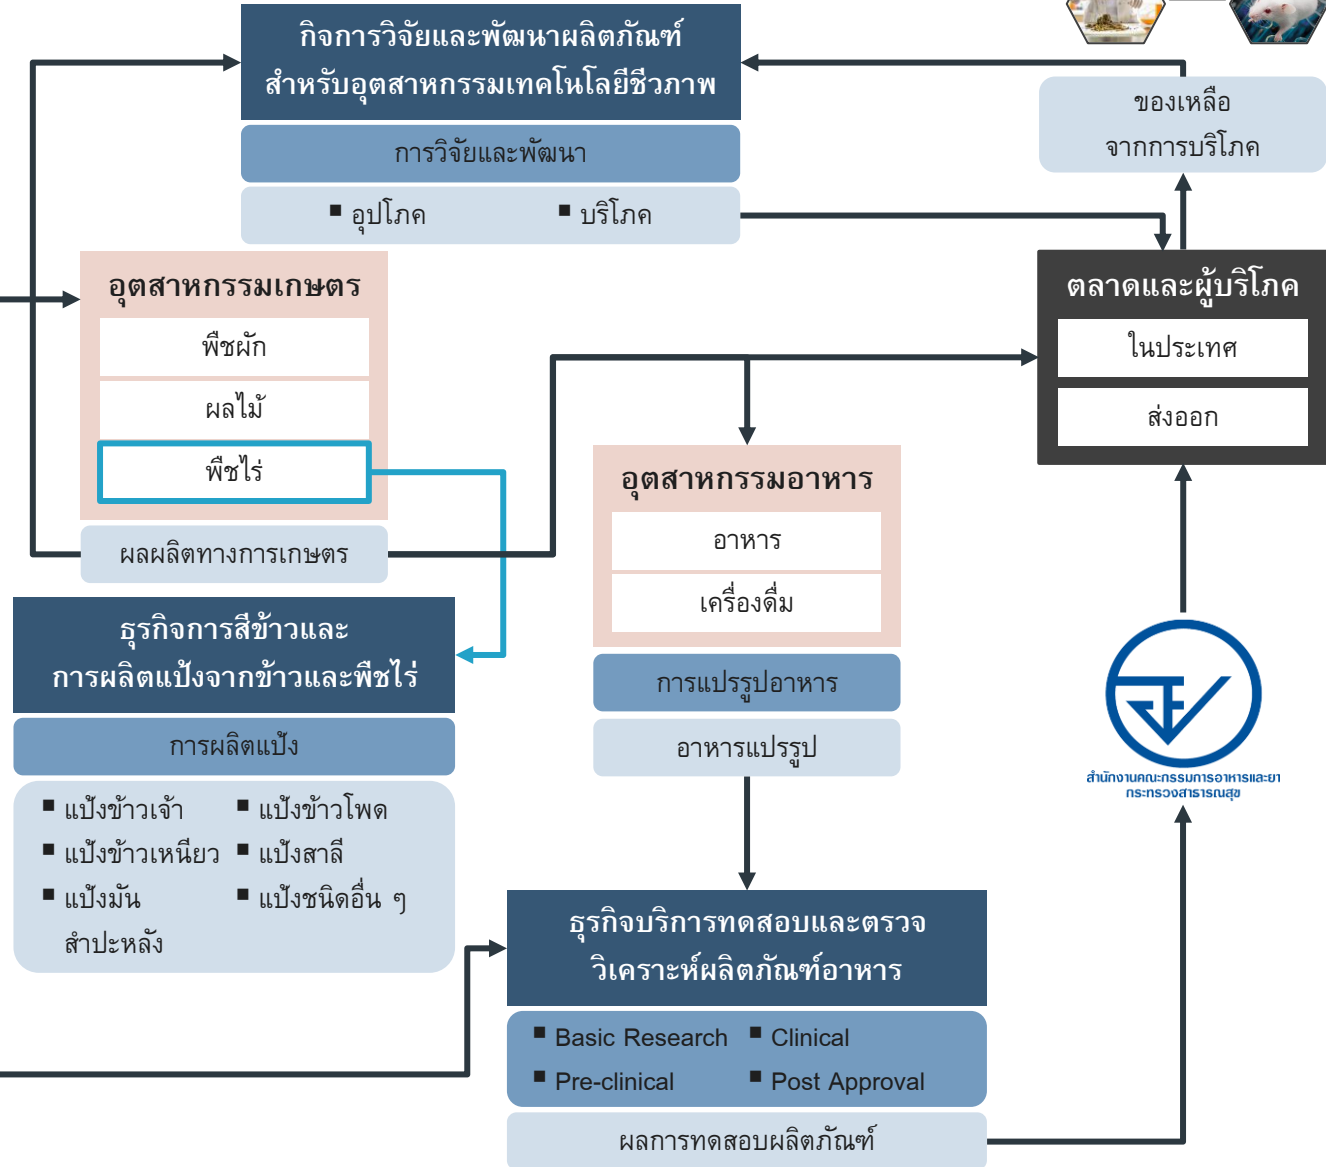 กิจการวิจัยและพัฒนาผลิตภัณฑ์
สำหรับอุตสาหกรรมเทคโนโลยีชีวภาพ
การวิจัยและพัฒนา
■ อุปโภค ■ บริโภค
ของเหลือ
จากการบริโภค
อุตสาหกรรมเกษตร
พืชผัก
ผลไม้
พืชไร่
ผลผลิตทางการเกษตร
ตลาดและผู้บริโภค
ในประเทศ
ส่งออก
อุตสาหกรรมอาหาร
อาหาร
เครื่องดื่ม
การแปรรูปอาหาร
อาหารแปรรูป
ธุรกิจการสีข้าวและ
การผลิตแป้งจากข้าวและพืชไร่
การผลิตแป้ง
■ แป้งข้าวเจ้า ■ แป้งข้าวโพด
■ แป้งข้าวเหนียว ■ แป้งสาลี
■ แป้งมัน ■ แป้งชนิดอื่น ๆ
สำปะหลัง
สำนักงานคณะกรรมการอาหารและยา
กระทรวงสาธารณสุข
ธุรกิจบริการทดสอบและตรวจ
วิเคราะห์ผลิตภัณฑ์อาหาร
■ Basic Research ■ Clinical
■ Pre-clinical ■ Post Approval
ผลการทดสอบผลิตภัณฑ์